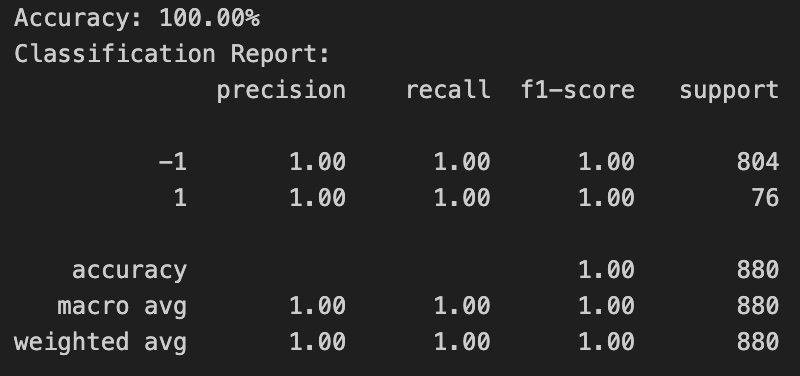 Accuracy: 100.00%
Classification Report:
precision recall f1-score support
-1 1.00 1.00 1.00 804
1 1.00 1.00 1.00 76
accuracy 1.00 880
macro avg 1.00 1.00 1.00 880
weighted avg 1.00 1.00 1.00 880